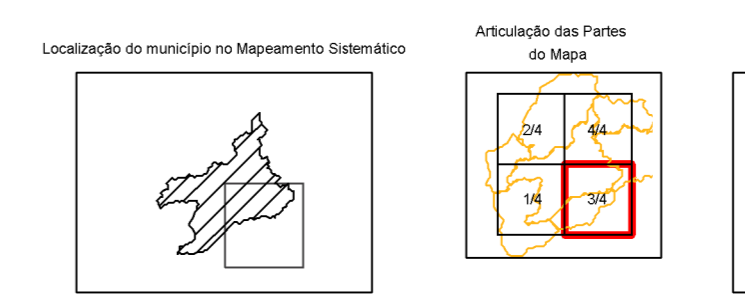 Localização do município no Mapeamento Sistemático
Articulação das Partes
do Mapa
2/4
4/4
1/4
3/4